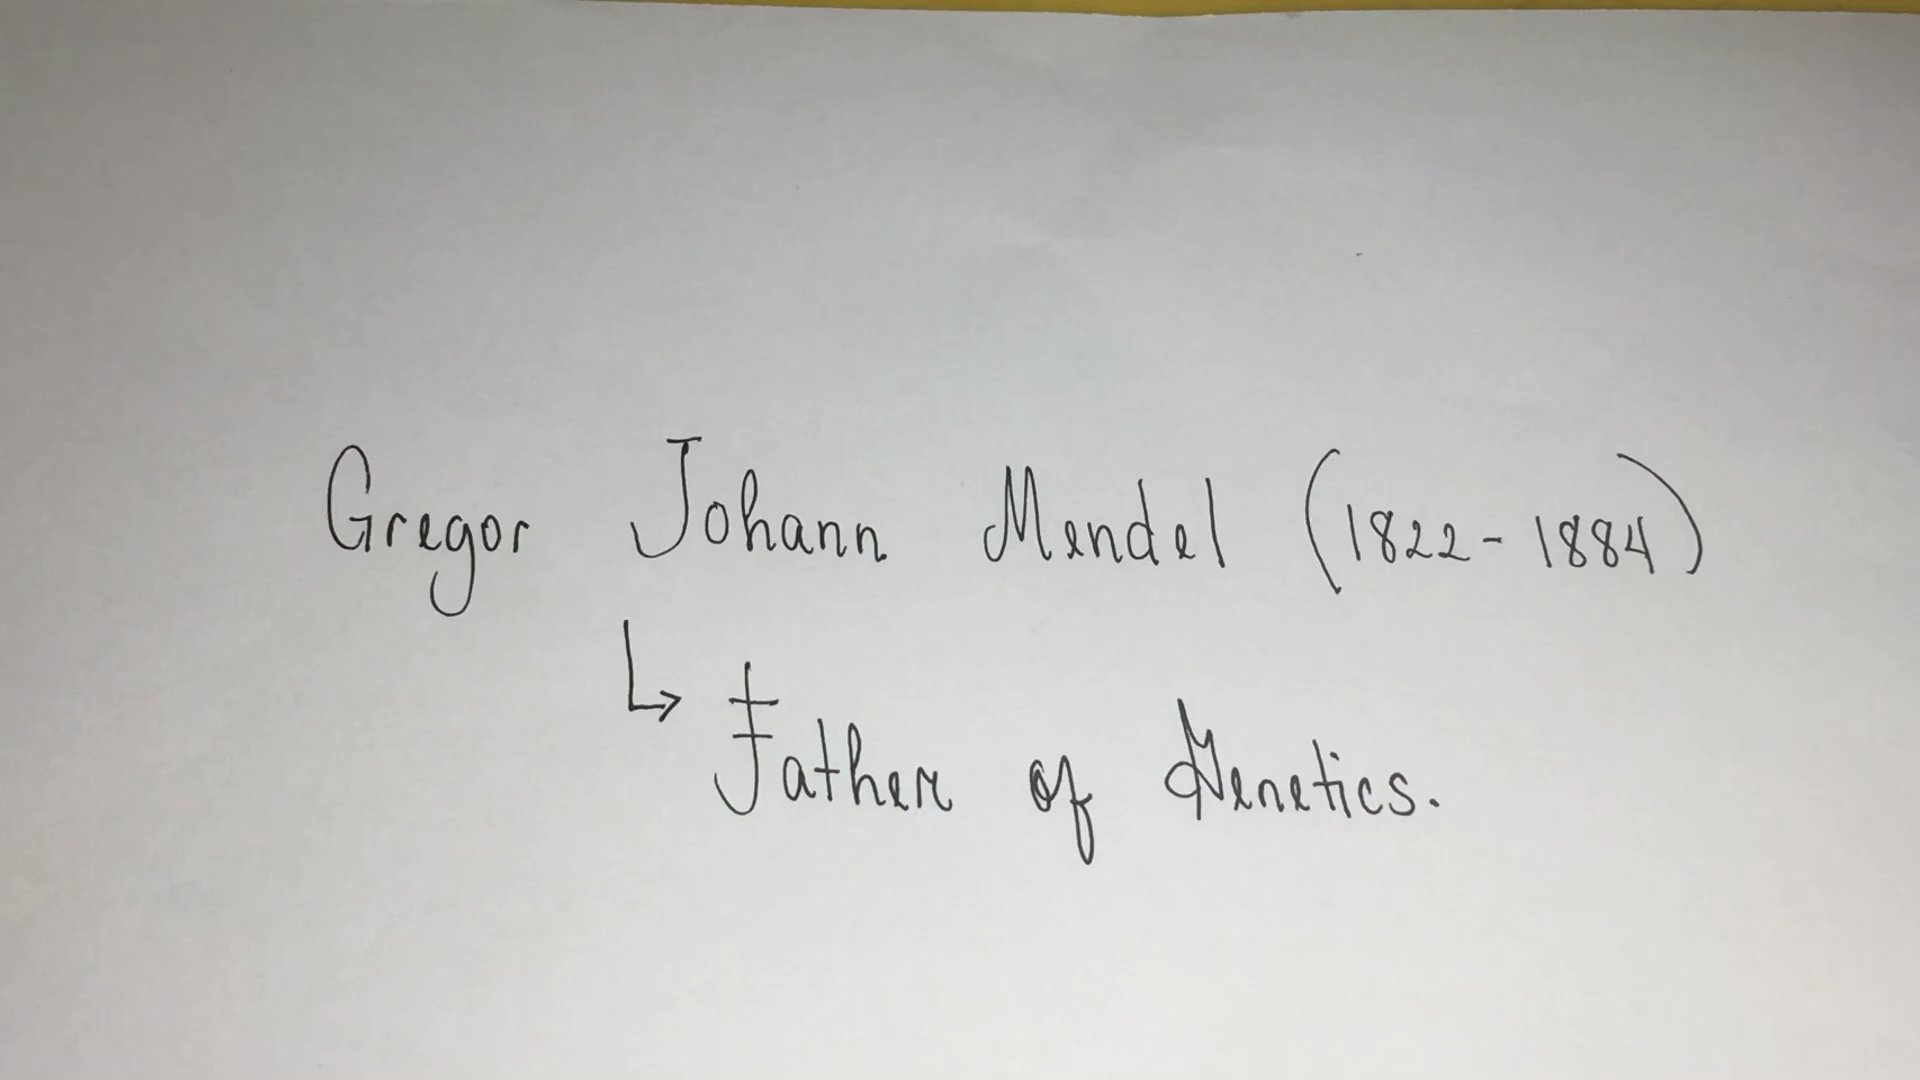 Gregor Johann Mendel (1822-1884)
↳ Father of Genetics.